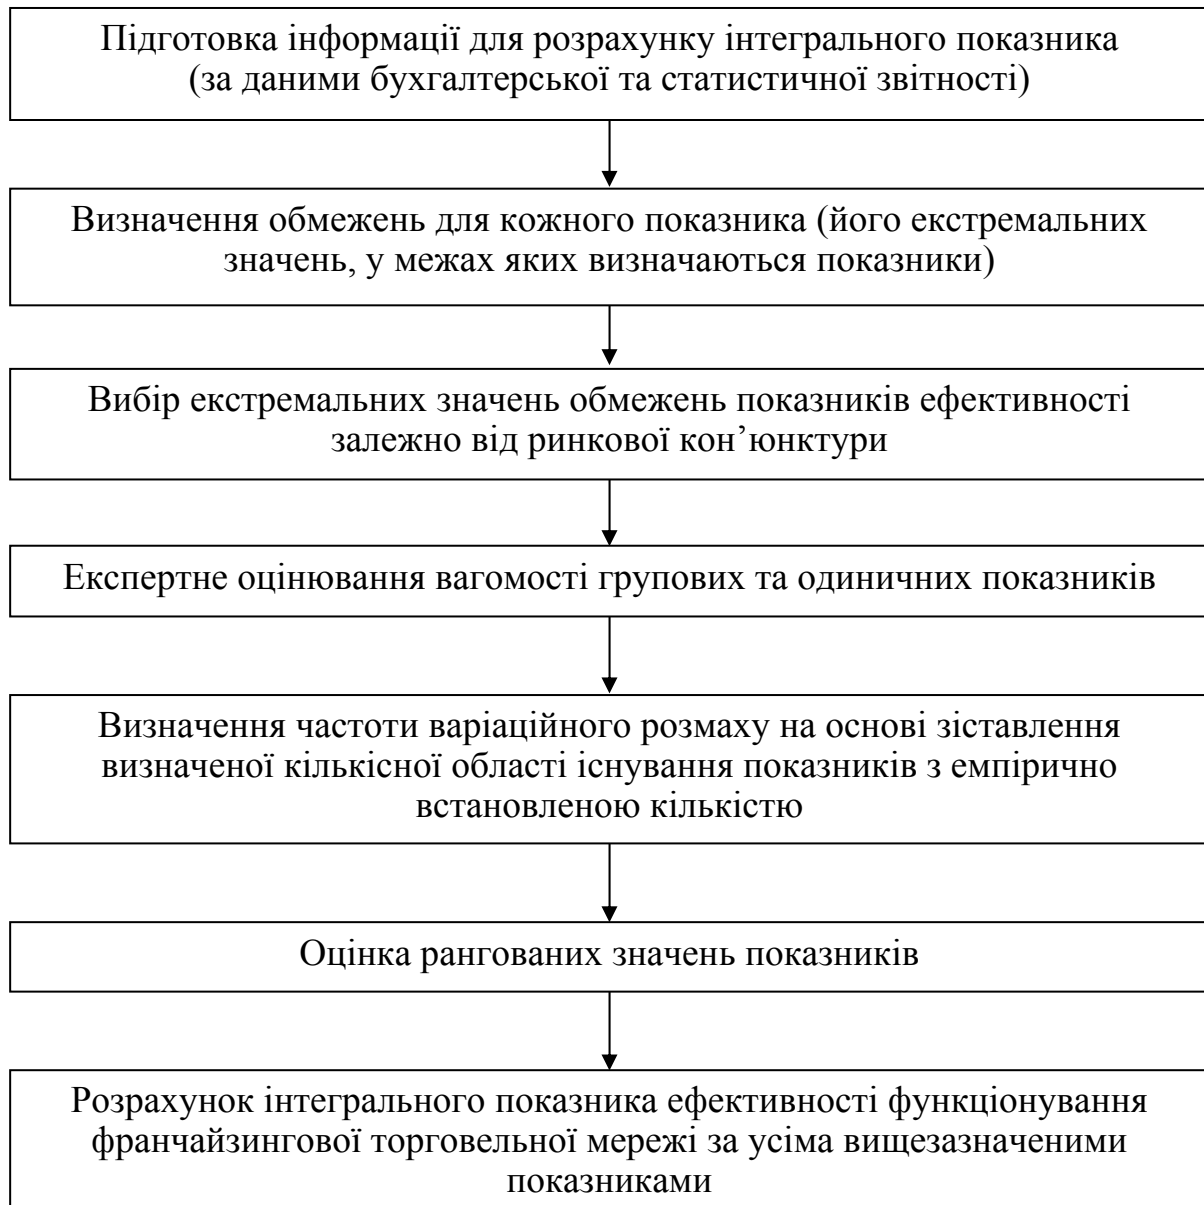 Підготовка інформації для розрахунку інтегрального показника
(за даними бухгалтерської та статистичної звітності)
Визначення обмежень для кожного показника (його екстремальних
значень, у межах яких визначаються показники)
Вибір екстремальних значень обмежень показників ефективності
залежно від ринкової кон’юнктури
Експертне оцінювання вагомості групових та одиничних показників
Визначення частоти варіаційного розмаху на основі зіставлення
визначеної кількісної області існування показників з емпірично
встановленою кількістю
Оцінка рангованих значень показників
Розрахунок інтегрального показника ефективності функціонування
франчайзингової торговельної мережі за усіма вищезазначеними
показниками